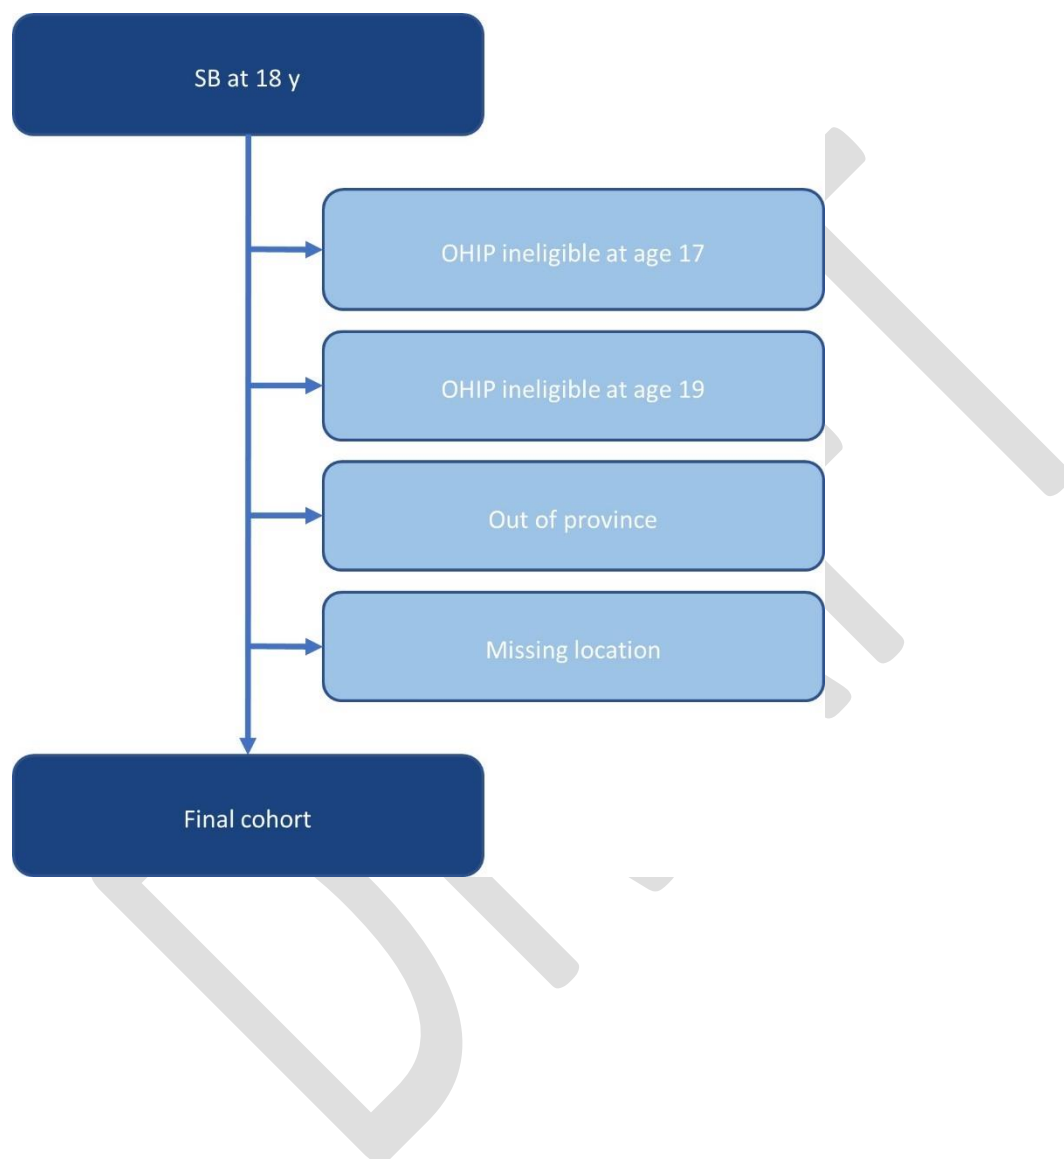 SB at 18 y
OHIP ineligible at age 17
OHIP ineligible at age 19
Out of province
Missing location
Final cohort